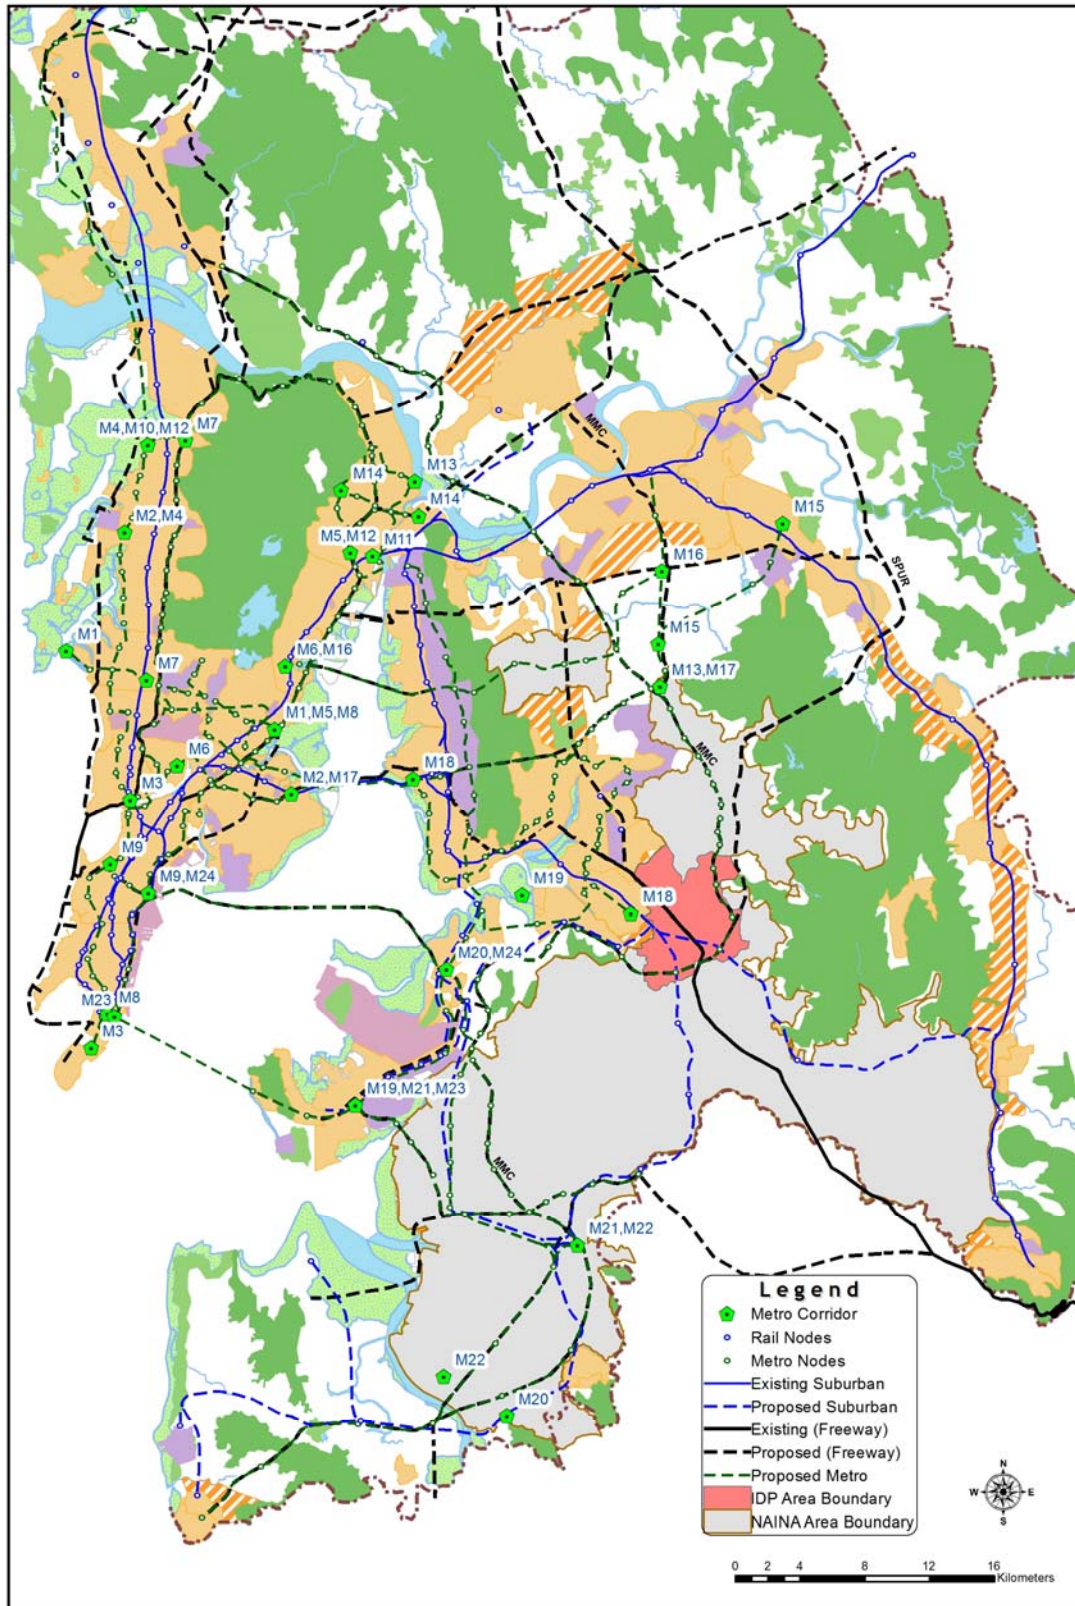 MMC
M4,M10,M12
M7
M13
M14
M14
M2,M4
M15
M5,M12
M11
SPUR
M16
M1
M15
M6,M16
M7
M13,M17
M1,M5,M8
MMC
M6
M18
M2,M17
M3
M9
M9,M24
M19
M18
M20,M24
M23
M8
M3
M19,M21,M23
MMC
M21,M22
M22
M20
Legend
Metro Corridor
Rail Nodes
Metro Nodes
Existing Suburban
Proposed Suburban
Existing (Freeway)
Proposed (Freeway)
Proposed Metro
IDP Area Boundary
NAINA Area Boundary
N
W E
S
0 2 4 8 12 16
Kilometers